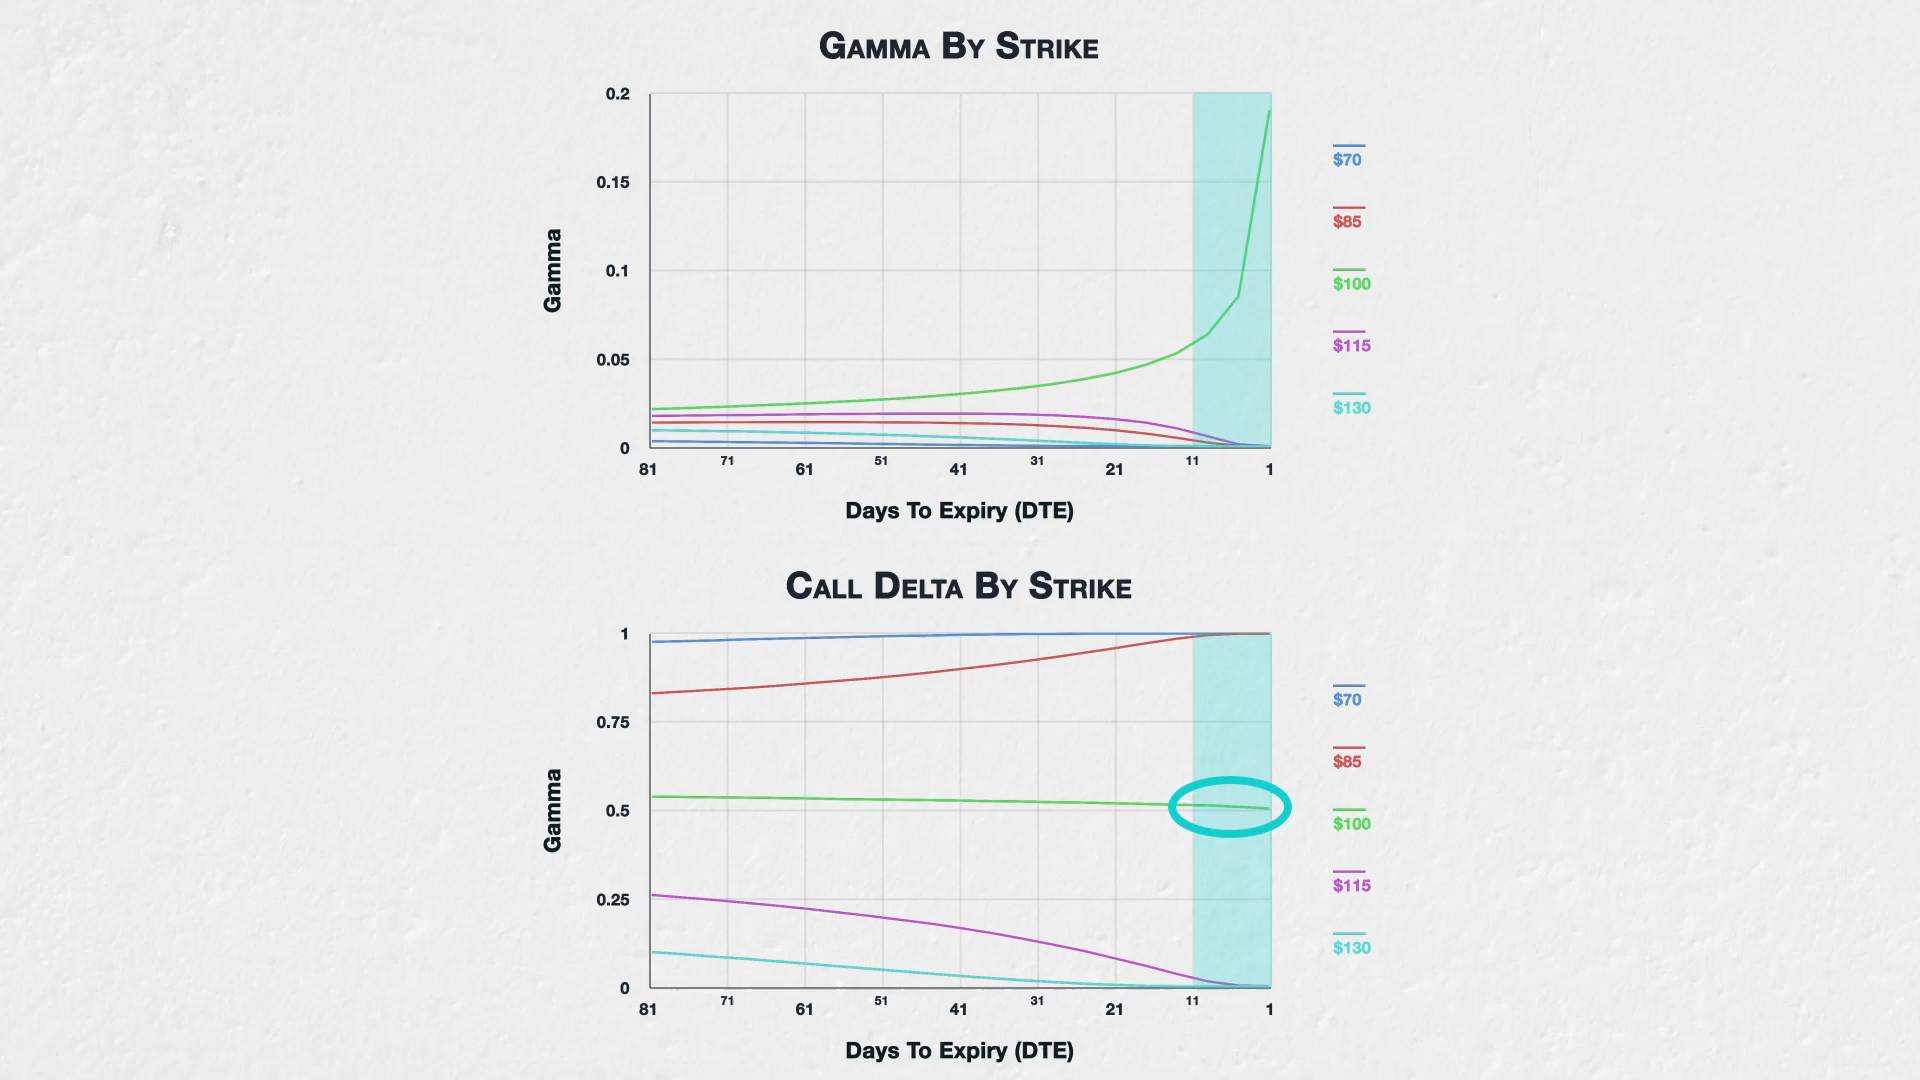 GAMMA BY STRIKE
0.2
0.15
0.1
0.05
0
Gamma
81 71 61 51 41 31 21 11 1
Days To Expiry (DTE)
$70
$85
$100
$115
$130
CALL DELTA BY STRIKE
1
0.75
0.5
0.25
0
Gamma
81 71 61 51 41 31 21 11 1
Days To Expiry (DTE)
$70
$85
$100
$115
$130